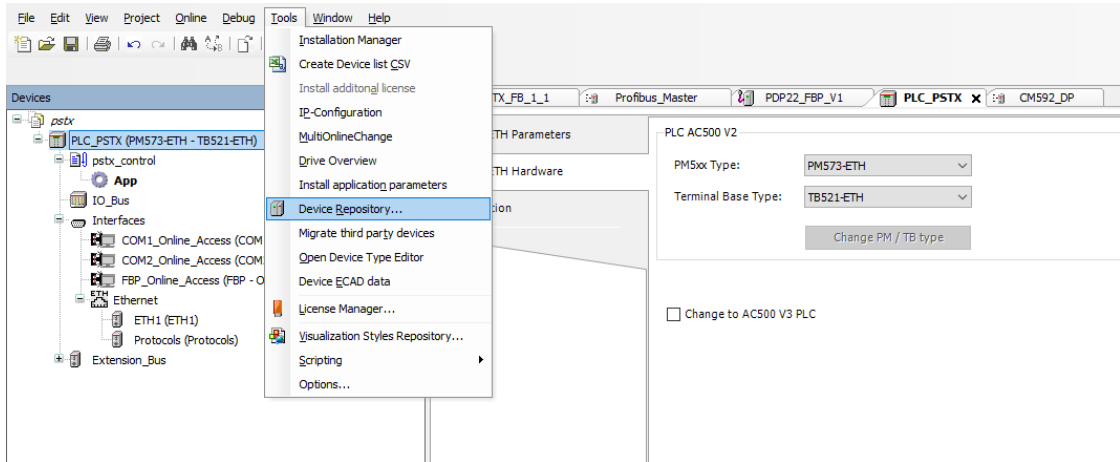 File Edit View Project Online Debug Tools Window Help
Installation Manager
Create Device list CSV
Install additonal license
IP-Configuration
MultiOnlineChange
Drive Overview
Install application parameters
Device Repository...
Migrate third party devices
Open Device Type Editor
Device ECAD data
License Manager...
Visualization Styles Repository...
Scripting
Options...
Devices
pstx
PLC_PSTX (PM573-ETH - TB521-ETH)
pstx_control
App
IO_Bus
Interfaces
COM1_Online_Access (COM
COM2_Online_Access (COM
FBP_Online_Access (FBP - O
ETH Ethernet
ETH1 (ETH1)
Protocols (Protocols)
Extension_Bus
TX_FB_1_1 Profibus_Master PDP22_FBP_V1 PLC_PSTX X CM592_DP
TH Parameters
TH Hardware
tion
PLC AC500 V2
PM5xx Type: PM573-ETH
Terminal Base Type: TB521-ETH
Change PM / TB type
Change to AC500 V3 PLC